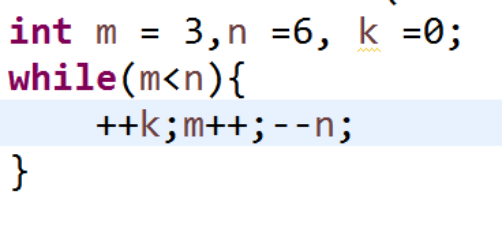 int m = 3,n =6, k =0;
while(m<n){
++k;m++;--n;
}